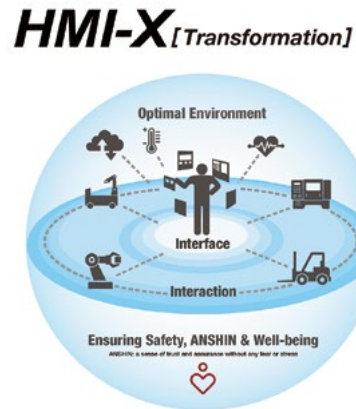 HMI-X [Transformation]
Optimal Environment
Interface
Interaction
Ensuring Safety, ANSHIN & Well-being
ANSHIN: a sense of trust and assurance without any fear or stress